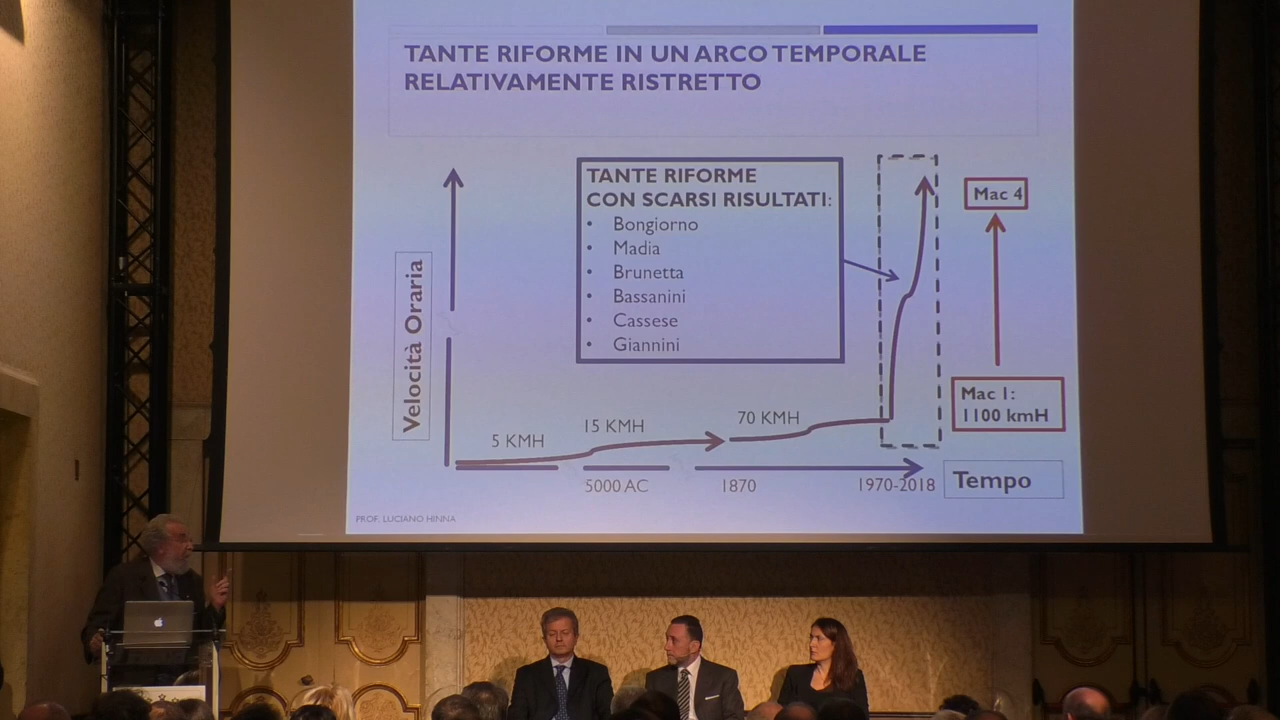 TANTE RIFORME IN UN ARCO TEMPORALE
RELATIVAMENTE RISTRETTO
TANTE RIFORME
CON SCARSI RISULTATI:
• Bongiorno
• Madia
• Brunetta
• Bassanini
• Cassese
• Giannini
Mac 4
Mac 1:
1100 kmH
Velocità Oraria
5 KMH
15 KMH
70 KMH
5000 AC
1870
1970-2018
Tempo
PROF. LUCIANO HINNA